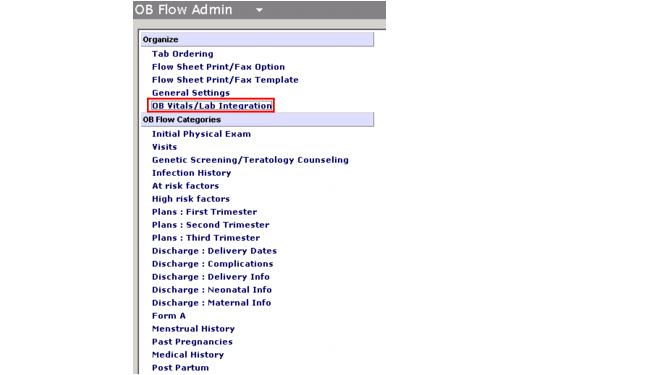 OB Flow Admin
Organize
Tab Ordering
Flow Sheet Print/Fax Option
Flow Sheet Print/Fax Template
General Settings
OB Vitals/Lab Integration
OB Flow Categories
Initial Physical Exam
Visits
Genetic Screening/Teratology Counseling
Infection History
At risk factors
High risk factors
Plans : First Trimester
Plans : Second Trimester
Plans : Third Trimester
Discharge : Delivery Dates
Discharge : Complications
Discharge : Delivery Info
Discharge : Neonatal Info
Discharge : Maternal Info
Form A
Menstrual History
Past Pregnancies
Medical History
Post Partum